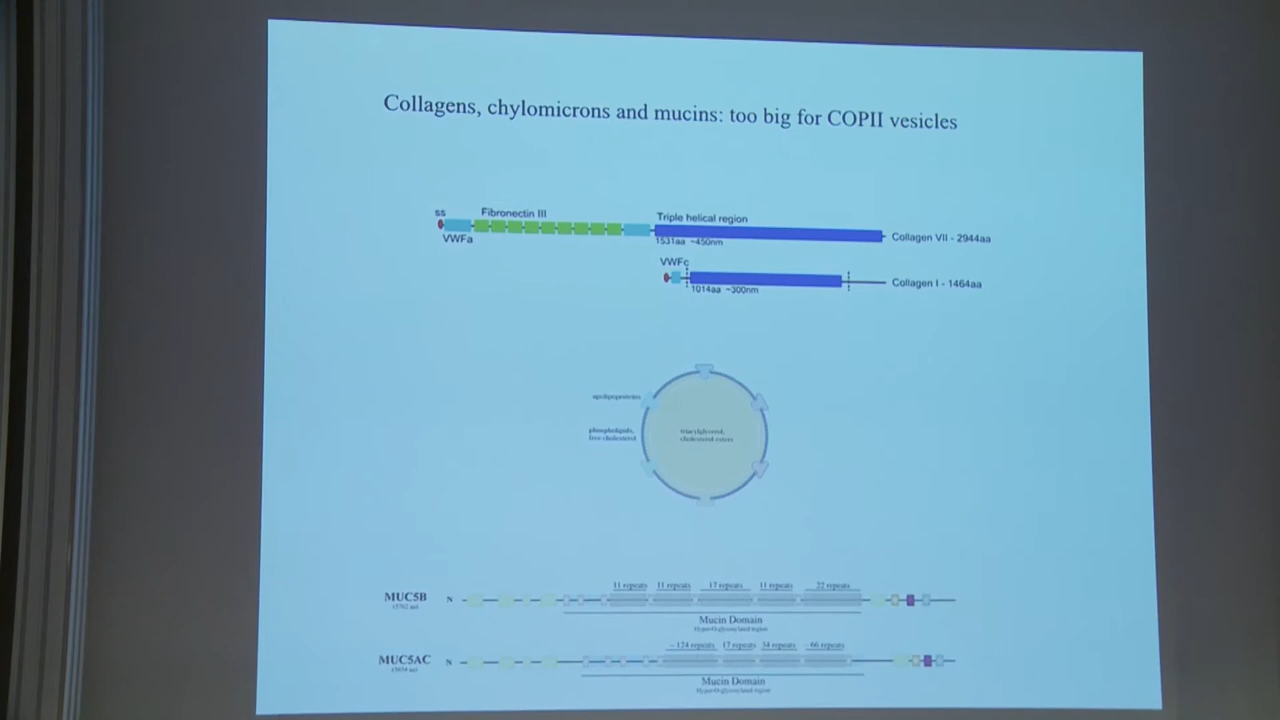 Collagens, chylomicrons and mucins: too big for COPII vesicles
ss
Fibronectin III
Triple helical region
VWFa
1531aa ~450nm
Collagen VII - 2944aa
VWFc
1014aa ~300nm
Collagen I - 1464aa
apolipoproteins
phospholipids,
free cholesterol
triacylglycerol,
cholesterol esters
11 repeats 11 repeats 17 repeats 11 repeats 22 repeats
MUC5B N
Mucin Domain
Hyper-O-glycosylated region
~ 124 repeats 17 repeats 34 repeats 66 repeats
MUC5AC N
Mucin Domain
Hyper-O-glycosylated region